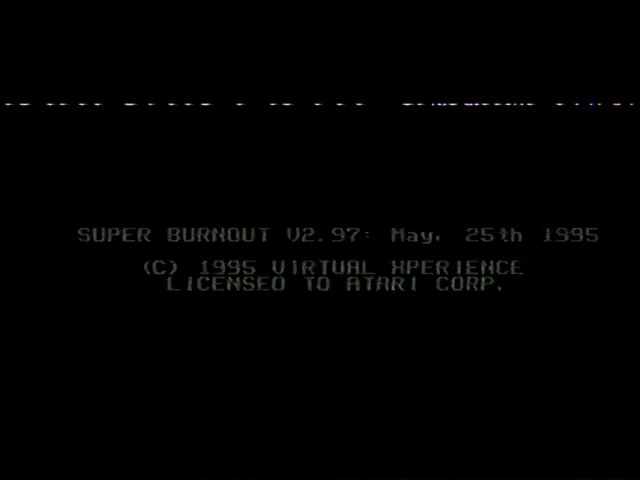 SUPER BURNOUT V2.97: May, 25th 1995
(C) 1995 VIRTUAL XPERIENCE
LICENSED TO ATARI CORP.